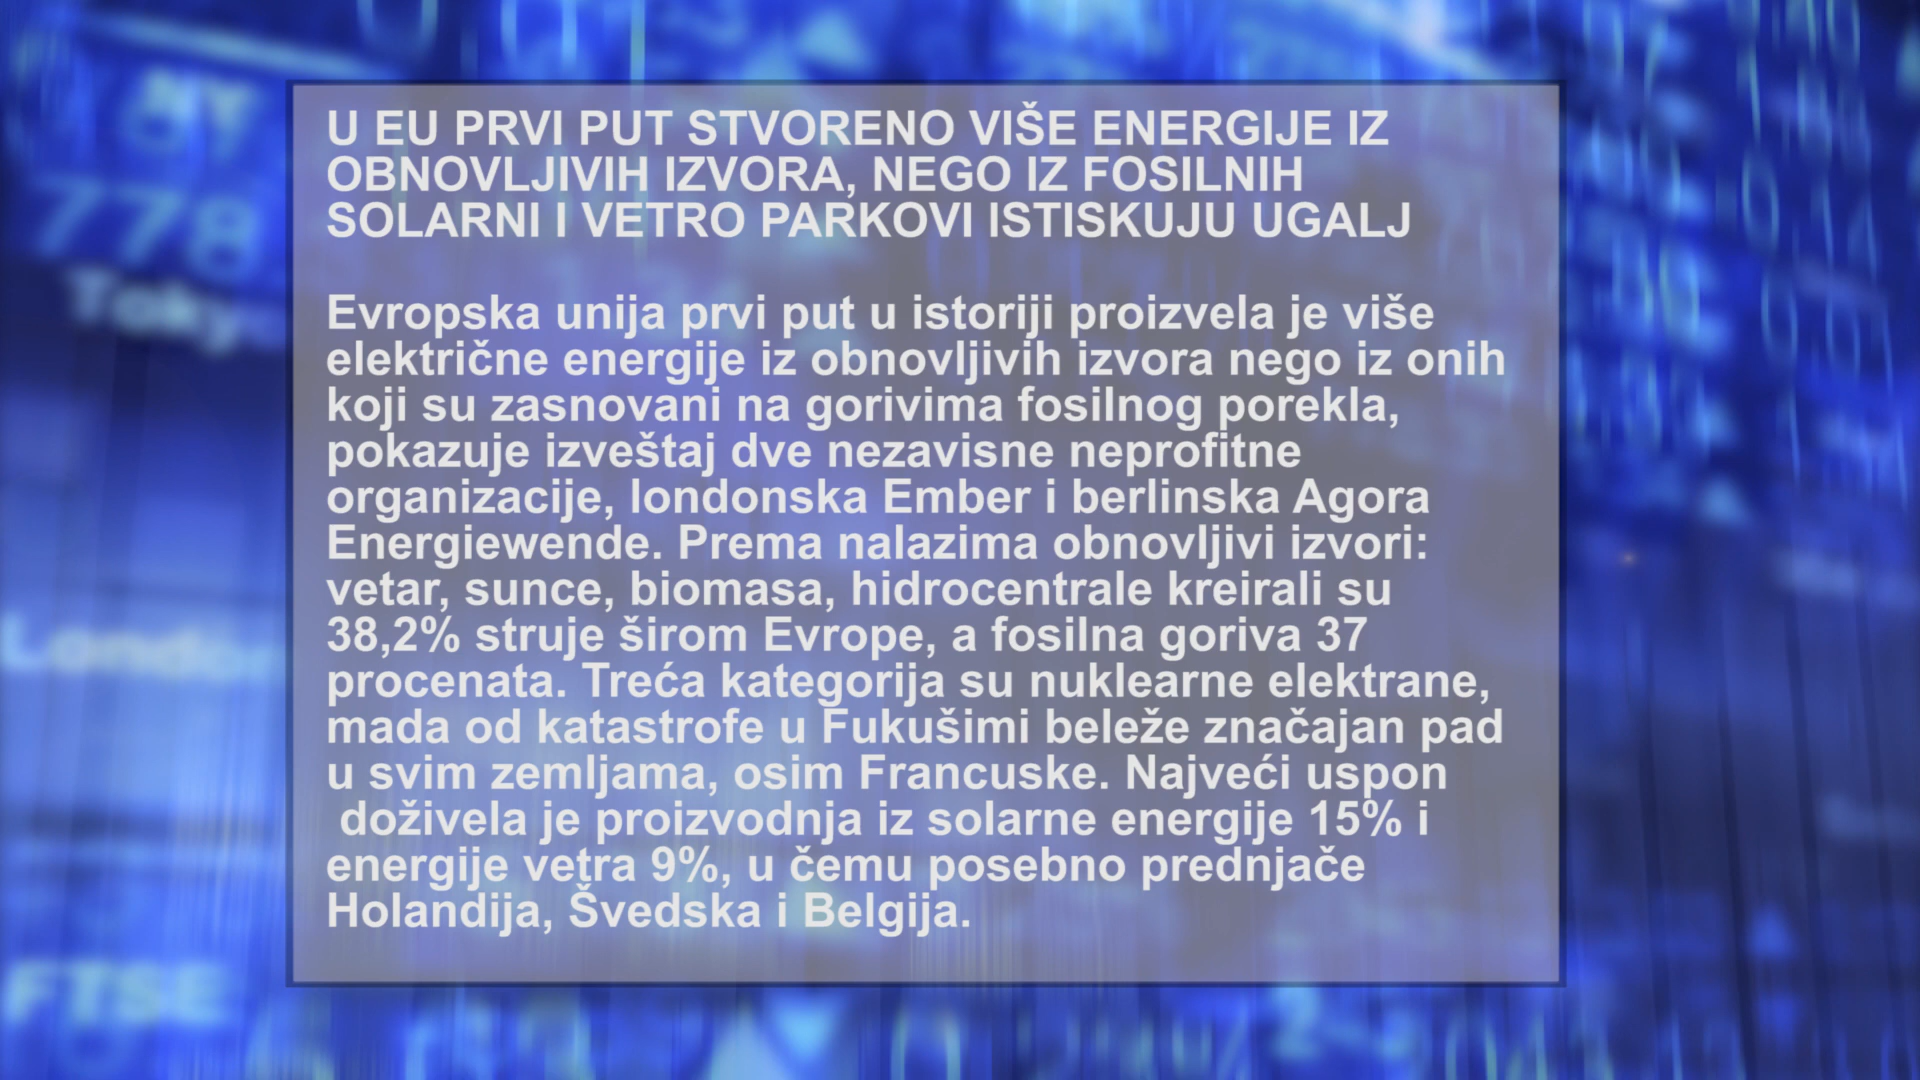 U EU PRVI PUT STVORENO VIŠE ENERGIJE IZ
OBNOVLJIVIH IZVORA, NEGO IZ FOSILNIH
SOLARNI I VETRO PARKOVI ISTISKUJU UGALJ
Evropska unija prvi put u istoriji proizvela je više
električne energije iz obnovljivih izvora nego iz onih
koji su zasnovani na gorivima fosilnog porekla,
pokazuje izveštaj dve nezavisne neprofitne
organizacije, londonska Ember i berlinska Agora
Energiewende. Prema nalazima obnovljivi izvori:
vetar, sunce, biomasa, hidrocentrale kreirali su
38,2% struje širom Evrope, a fosilna goriva 37
procenata. Treća kategorija su nuklearne elektrane,
mada od katastrofe u Fukušimi beleže značajan pad
u svim zemljama, osim Francuske. Najveći uspon
doživela je proizvodnja iz solarne energije 15% i
energije vetra 9%, u čemu posebno prednjače
Holandija, Švedska i Belgija.
NY
778
Tokyo
London
FTSE